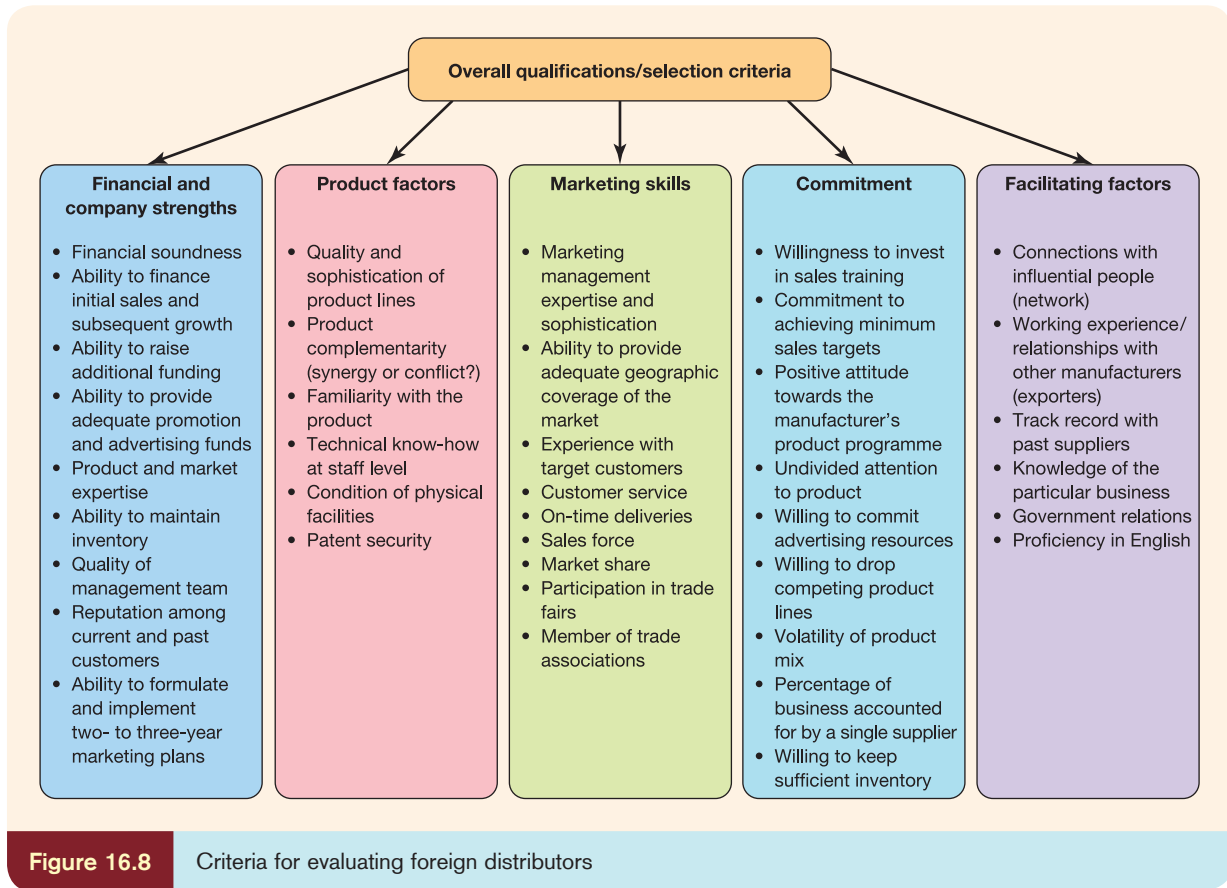 Overall qualifications/selection criteria
Financial and
company strengths
• Financial soundness
• Ability to finance
initial sales and
subsequent growth
• Ability to raise
additional funding
• Ability to provide
adequate promotion
and advertising funds
• Product and market
expertise
• Ability to maintain
inventory
• Quality of
management team
• Reputation among
current and past
customers
• Ability to formulate
and implement
two- to three-year
marketing plans
Product factors
• Quality and
sophistication of
product lines
• Product
complementarity
(synergy or conflict?)
• Familiarity with the
product
• Technical know-how
at staff level
• Condition of physical
facilities
• Patent security
Marketing skills
• Marketing
management
expertise and
sophistication
• Ability to provide
adequate geographic
coverage of the
market
• Experience with
target customers
• Customer service
• On-time deliveries
• Sales force
• Market share
• Participation in trade
fairs
• Member of trade
associations
Commitment
• Willingness to invest
in sales training
• Commitment to
achieving minimum
sales targets
• Positive attitude
towards the
manufacturer's
product programme
• Undivided attention
to product
• Willing to commit
advertising resources
• Willing to drop
competing product
lines
• Volatility of product
mix
• Percentage of
business accounted
for by a single supplier
• Willing to keep
sufficient inventory
Facilitating factors
• Connections with
influential people
(network)
• Working experience/
relationships with
other manufacturers
(exporters)
• Track record with
past suppliers
• Knowledge of the
particular business
• Government relations
• Proficiency in English
Figure 16.8 Criteria for evaluating foreign distributors